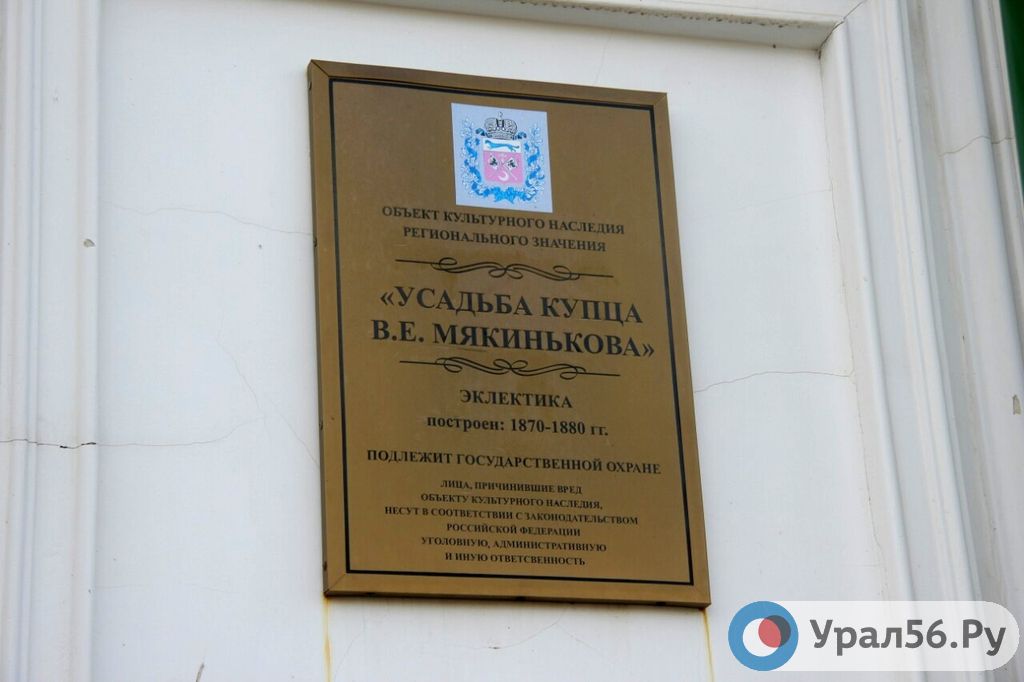 ОБЪЕКТ КУЛЬТУРНОГО НАСЛЕДИЯ
РЕГИОНАЛЬНОГО ЗНАЧЕНИЯ
«УСАДЬБА КУПЦА
В.Е. МЯКИНЬКОВА»
ЭКЛЕКТИКА
построен: 1870-1880 гг.
ПОДЛЕЖИТ ГОСУДАРСТВЕННОЙ ОХРАНЕ
ЛИЦА, ПРИЧИНИВШИЕ ВРЕД
ОБЪЕКТУ КУЛЬТУРНОГО НАСЛЕДИЯ,
НЕСУТ В СООТВЕТСТВИИ С ЗАКОНОДАТЕЛЬСТВОМ
РОССИЙСКОЙ ФЕДЕРАЦИИ
УГОЛОВНУЮ, АДМИНИСТРАТИВНУЮ
И ИНУЮ ОТВЕТСВЕННОСТЬ
Урал56.Ру